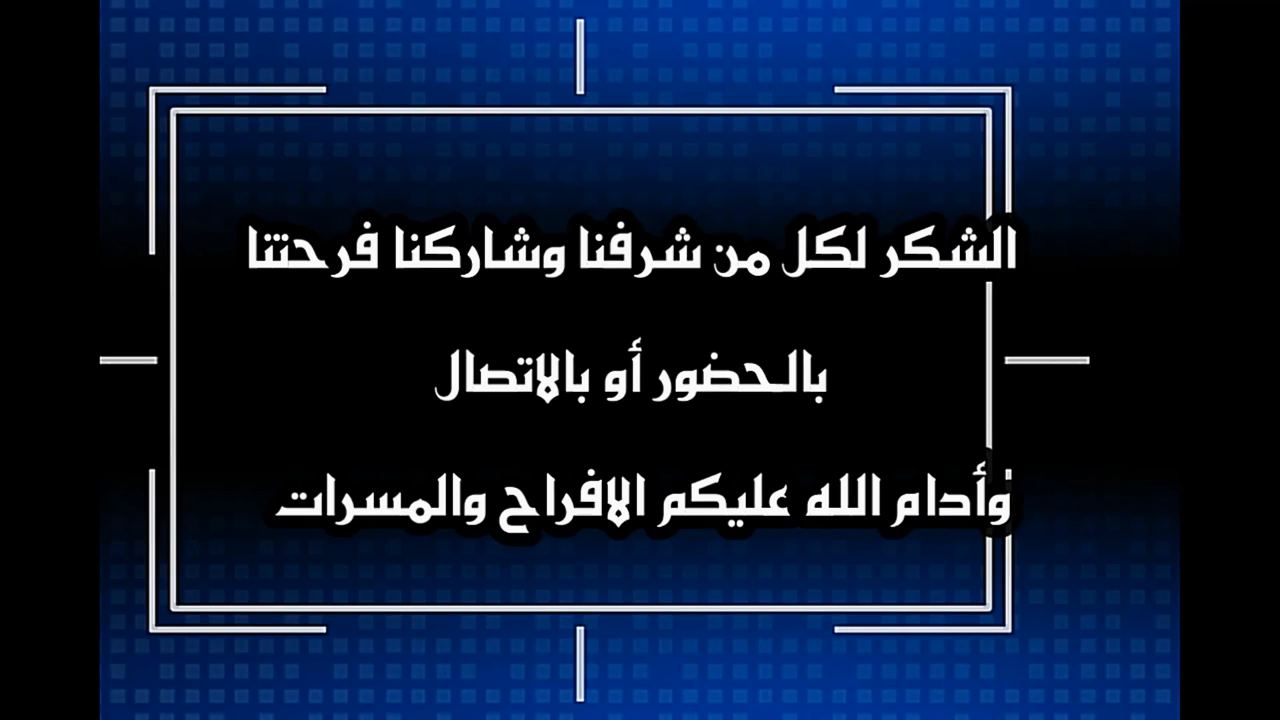 الشكر لكل من شرفنا وشاركنا فرحتنا
بالحضور أو بالاتصال
وأدام الله عليكم الافراح والمسرات